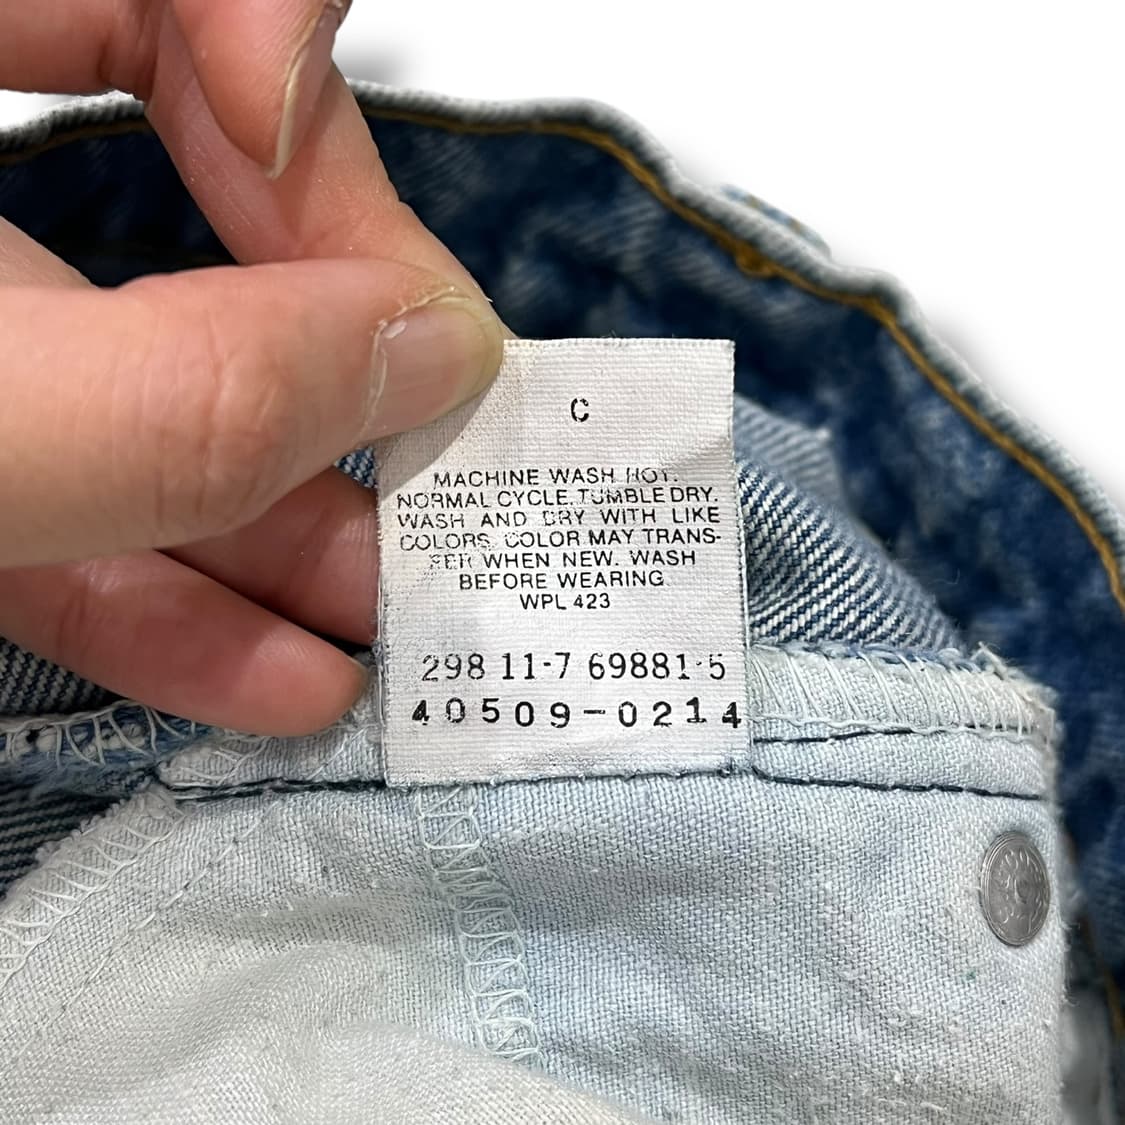 C
MACHINE WASH HOT.
NORMAL CYCLE. TUMBLE DRY.
WASH AND DRY WITH LIKE
COLORS. COLOR MAY TRANS-
FER WHEN NEW. WASH
BEFORE WEARING
WPL 423
298 11-7 69881-5
40509-0214